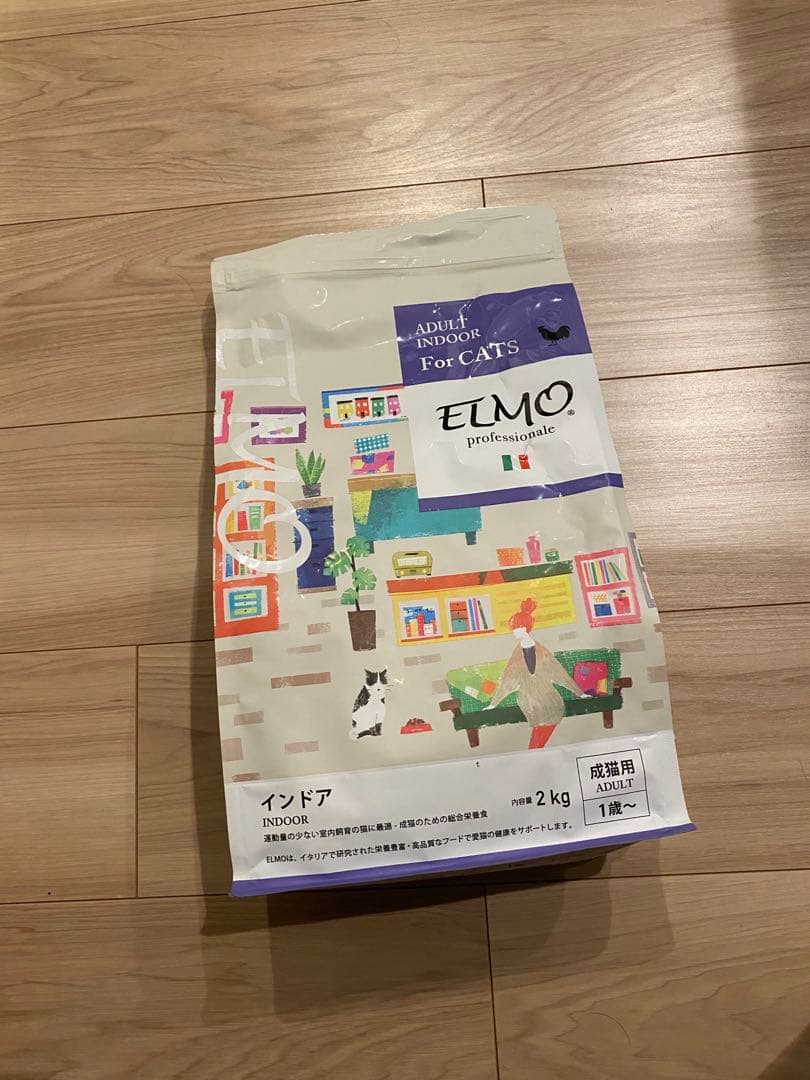 ELMO
ADULT
INDOOR
For CATS
ELMO®
professionale
インドア
INDOOR
内容量 2 kg
成猫用
ADULT
1歳～
運動量の少ない室内飼育の猫に最適 - 成猫のための総合栄養食
ELMOは、イタリアで研究された栄養豊富・高品質なフードで愛猫の健康をサポートします。